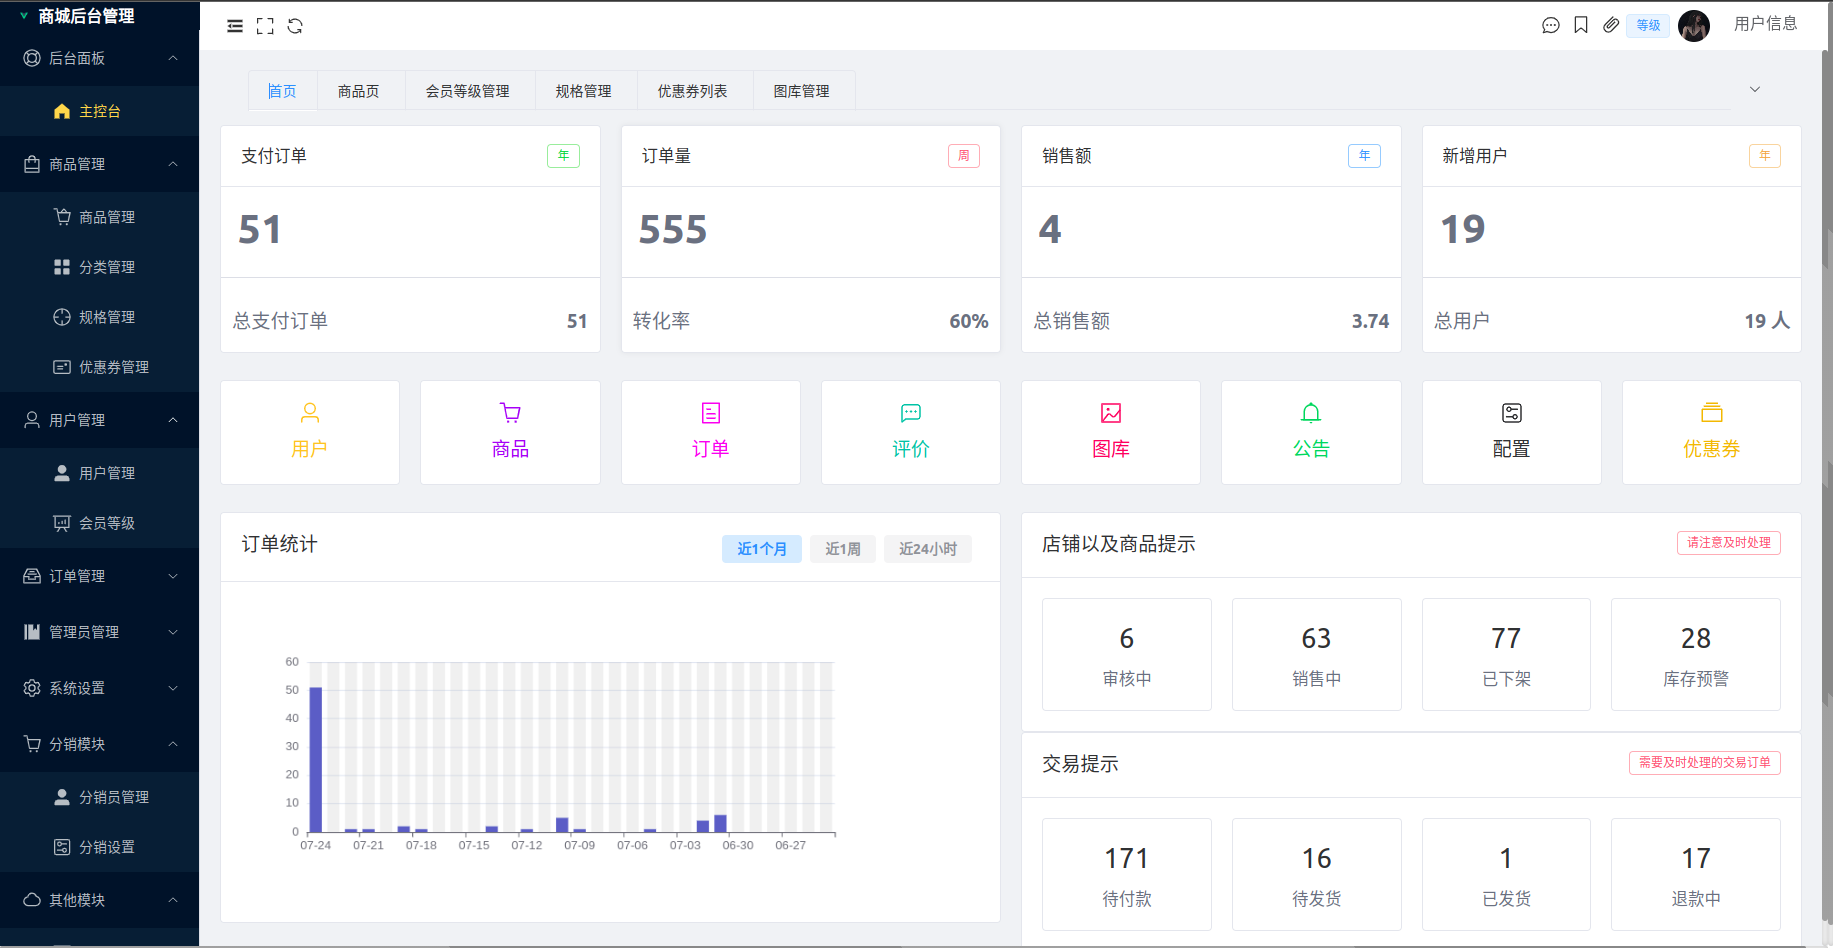 商城后台管理
后台面板
主控台
商品管理
商品管理
分类管理
规格管理
优惠券管理
用户管理
用户管理
会员等级
订单管理
管理员管理
系统设置
分销模块
分销员管理
分销设置
其他模块
等级
用户信息
首页
商品页
会员等级管理
规格管理
优惠券列表
图库管理
支付订单
年
51
总支付订单
51
订单量
周
555
转化率
60%
销售额
年
4
总销售额
3.74
新增用户
年
19
总用户
19 人
用户
商品
订单
评价
图库
公告
配置
优惠券
订单统计
近1个月
近1周
近24小时
60
50
40
30
20
10
0
07-24
07-21
07-18
07-15
07-12
07-09
07-06
07-03
06-30
06-27
店铺以及商品提示
请注意及时处理
6
审核中
63
销售中
77
已下架
28
库存预警
交易提示
需要及时处理的交易订单
171
待付款
16
待发货
1
已发货
17
退款中